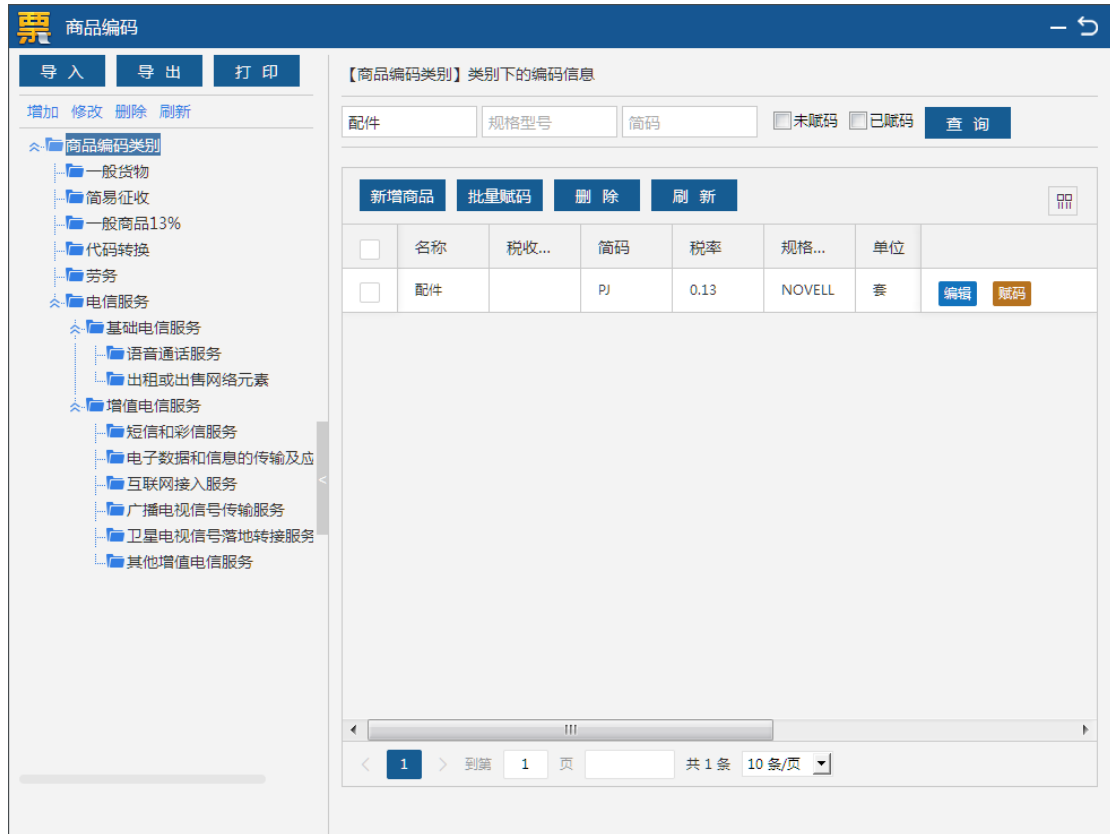 票 商品编码
导 入 导 出 打 印
增加 修改 删除 刷新
商品编码类别
一般货物
简易征收
一般商品13%
代码转换
劳务
电信服务
基础电信服务
语音通话服务
出租或出售网络元素
增值电信服务
短信和彩信服务
电子数据和信息的传输及应
互联网接入服务
广播电视信号传输服务
卫星电视信号落地转接服务
其他增值电信服务
<
【商品编码类别】类别下的编码信息
配件 规格型号 简码 未赋码 已赋码 查 询
新增商品 批量赋码 删 除 刷 新
名称 税收... 简码 税率 规格... 单位
配件 PJ 0.13 NOVELL 套 编辑 赋码
< 1 > 到第 1 页 共 1 条 10 条/页